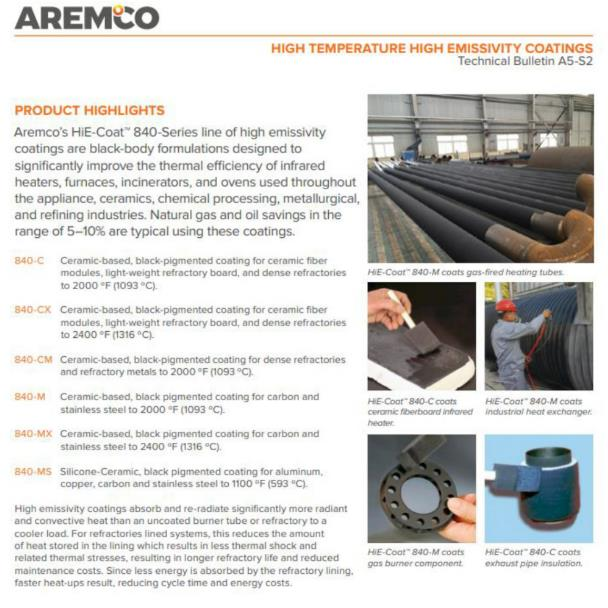 AREMCO
HIGH TEMPERATURE HIGH EMISSIVITY COATINGS
Technical Bulletin A5-S2
PRODUCT HIGHLIGHTS
Aremco's HiE-Coat™ 840-Series line of high emissivity
coatings are black-body formulations designed to
significantly improve the thermal efficiency of infrared
heaters, furnaces, incinerators, and ovens used throughout
the appliance, ceramics, chemical processing, metallurgical,
and refining industries. Natural gas and oil savings in the
range of 5–10% are typical using these coatings.
840-C Ceramic-based, black-pigmented coating for ceramic fiber
modules, light-weight refractory board, and dense refractories
to 2000 ºF (1093 ºC).
840-CX Ceramic-based, black-pigmented coating for ceramic fiber
modules, light-weight refractory board, and dense refractories
to 2400 ºF (1316 ºC).
840-CM Ceramic-based, black-pigmented coating for dense refractories
and refractory metals to 2000 ºF (1093 ºC).
840-M Ceramic-based, black pigmented coating for carbon and
stainless steel to 2000 ºF (1093 ºC).
840-MX Ceramic-based, black pigmented coating for carbon and
stainless steel to 2400 ºF (1316 ºC).
840-MS Silicone-Ceramic, black pigmented coating for aluminum,
copper, carbon and stainless steel to 1100 ºF (593 ºC).
High emissivity coatings absorb and re-radiate significantly more radiant
and convective heat than an uncoated burner tube or refractory to a
cooler load. For refractories lined systems, this reduces the amount
of heat stored in the lining which results in less thermal shock and
related thermal stresses, resulting in longer refractory life and reduced
maintenance costs. Since less energy is absorbed by the refractory lining,
faster heat-ups result, reducing cycle time and energy costs.
HiE-Coat™ 840-M coats gas-fired heating tubes.
HiE-Coat™ 840-C coats
ceramic fiberboard infrared
heater.
HiE-Coat™ 840-M coats
industrial heat exchanger.
HiE-Coat™ 840-M coats
gas burner component.
HiE-Coat™ 840-C coats
exhaust pipe insulation.